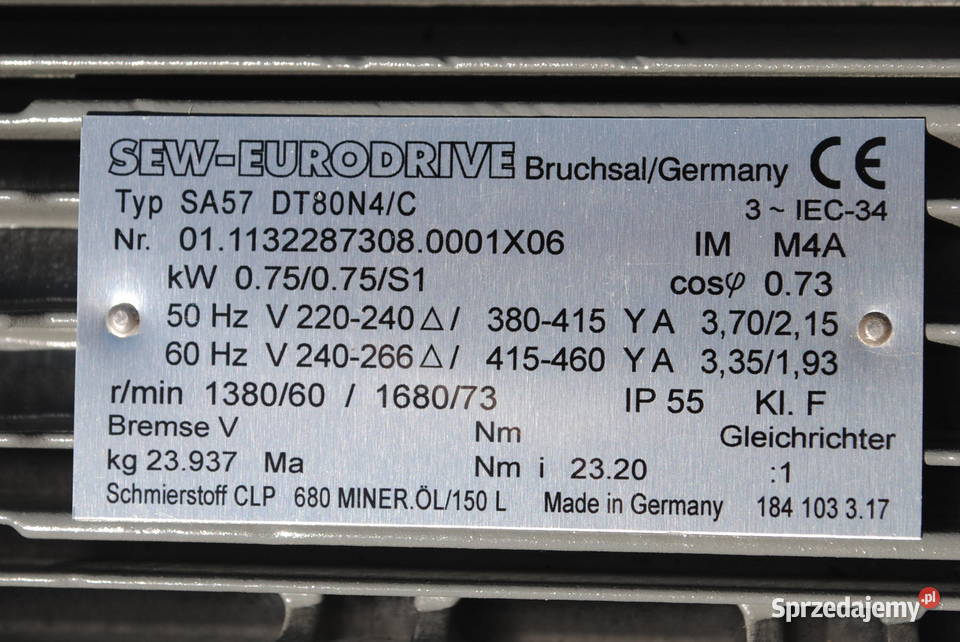 SEW-EURODRIVE Bruchsal/Germany CE
Typ SA57 DT80N4/C 3 ~ IEC-34
Nr. 01.1132287308.0001X06 IM M4A
kW 0.75/0.75/S1 cosφ 0.73
50 Hz V 220-240 △/ 380-415 Y A 3,70/2,15
60 Hz V 240-266 △/ 415-460 Y A 3,35/1,93
r/min 1380/60 / 1680/73 IP 55 Kl. F
Bremse V Nm Gleichrichter
kg 23.937 Ma Nm i 23.20 :1
Schmierstoff CLP 680 MINER.ÖL/150 L Made in Germany 184 103 3.17
Sprzedajemy .pl